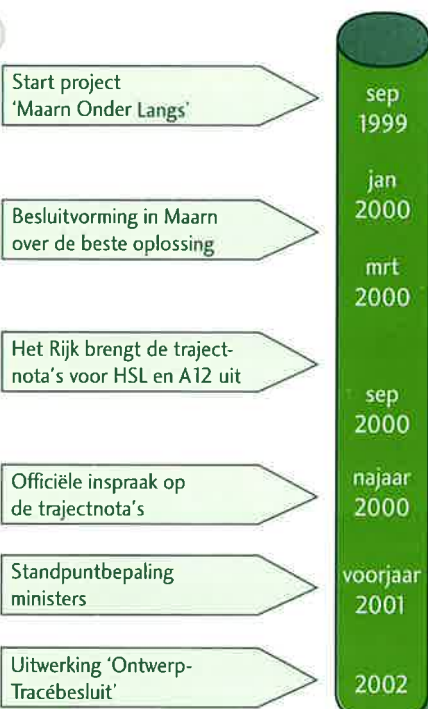 Start project
'Maarn Onder Langs'
sep
1999
jan
2000
Besluitvorming in Maarn
over de beste oplossing
mrt
2000
Het Rijk brengt de traject-
nota's voor HSL en A12 uit
sep
2000
Officiële inspraak op
de trajectnota's
najaar
2000
Standpuntbepaling
ministers
voorjaar
2001
Uitwerking 'Ontwerp-
Tracébesluit'
2002